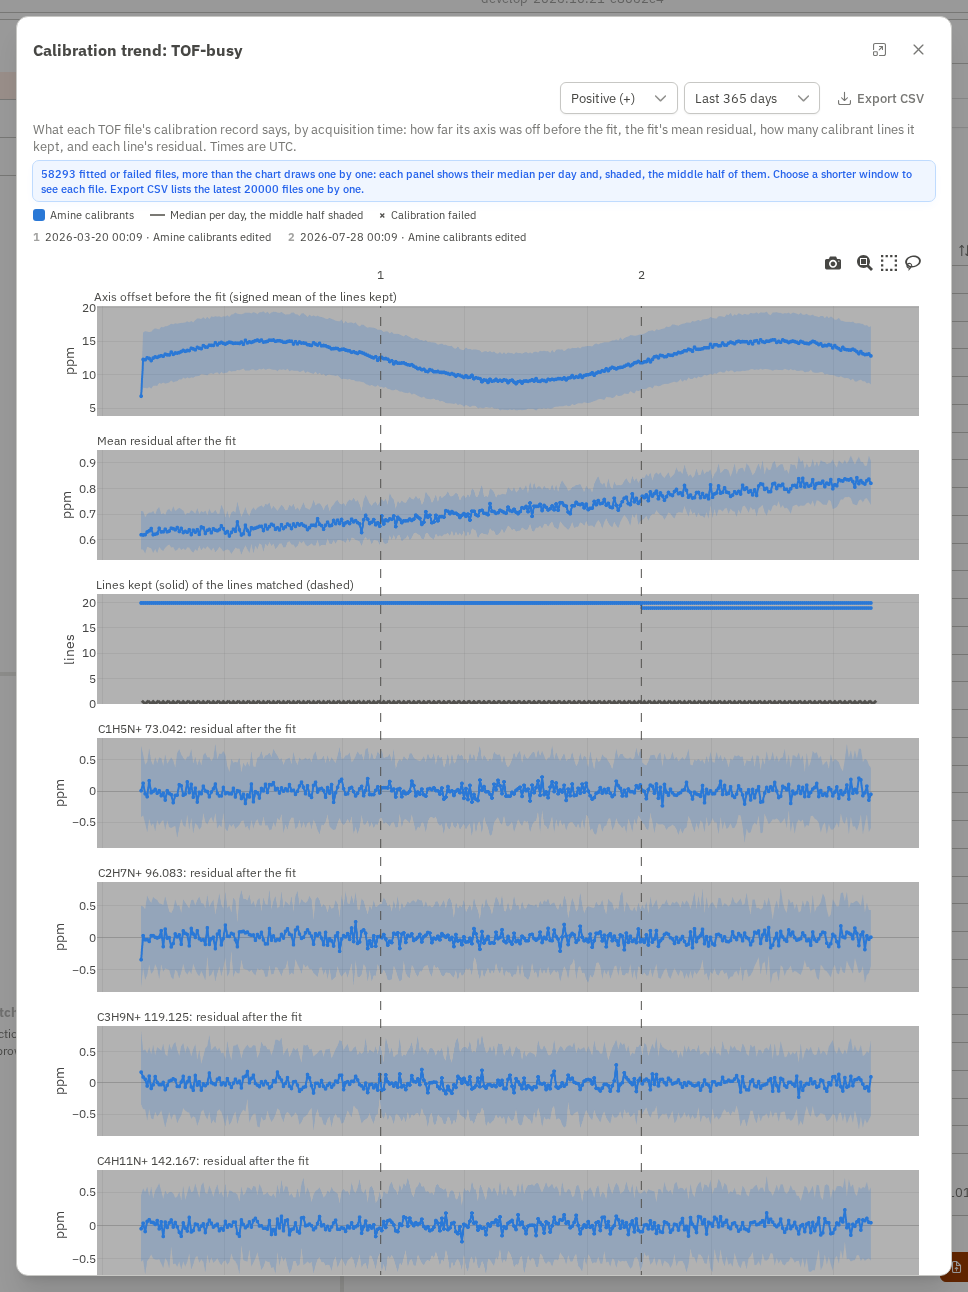 Calibration trend: TOF-busy
Positive (+)
Last 365 days
Export CSV
What each TOF file's calibration record says, by acquisition time: how far its axis was off before the fit, the fit's mean residual, how many calibrant lines it
kept, and each line's residual. Times are UTC.
58293 fitted or failed files, more than the chart draws one by one: each panel shows their median per day and, shaded, the middle half of them. Choose a shorter window to
see each file. Export CSV lists the latest 20000 files one by one.
Amine calibrants
Median per day, the middle half shaded
Calibration failed
1 2026-03-20 00:09 · Amine calibrants edited
2 2026-07-28 00:09 · Amine calibrants edited
1
2
Axis offset before the fit (signed mean of the lines kept)
20
15
10
5
ppm
Mean residual after the fit
0.9
0.8
0.7
0.6
ppm
Lines kept (solid) of the lines matched (dashed)
20
15
10
5
0
lines
C1H5N+ 73.042: residual after the fit
0.5
0
−0.5
ppm
C2H7N+ 96.083: residual after the fit
0.5
0
−0.5
ppm
C3H9N+ 119.125: residual after the fit
0.5
0
−0.5
ppm
C4H11N+ 142.167: residual after the fit
0.5
0
−0.5
ppm